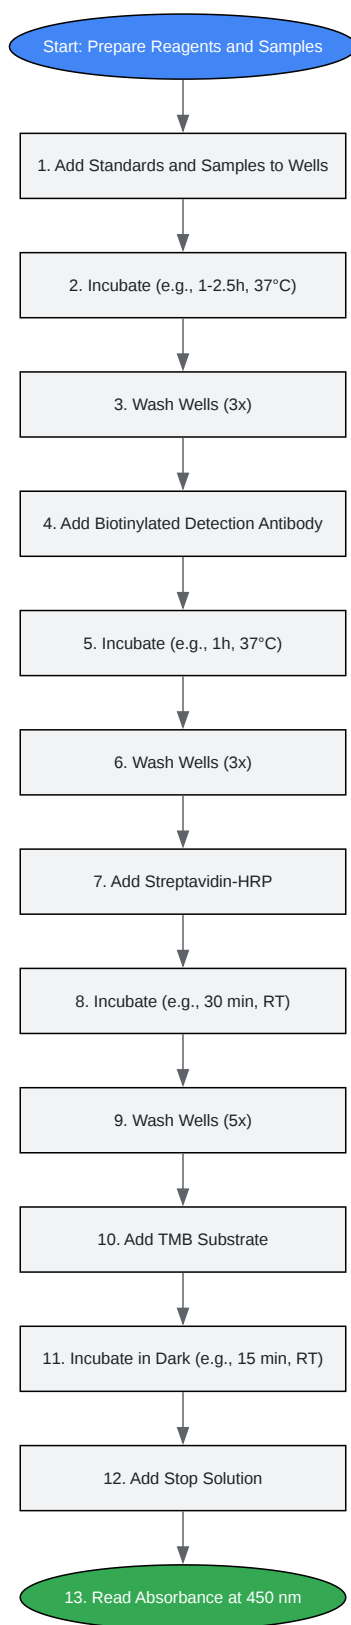 Start: Prepare Reagents and Samples
1. Add Standards and Samples to Wells
2. Incubate (e.g., 1-2.5h, 37°C)
3. Wash Wells (3x)
4. Add Biotinylated Detection Antibody
5. Incubate (e.g., 1h, 37°C)
6. Wash Wells (3x)
7. Add Streptavidin-HRP
8. Incubate (e.g., 30 min, RT)
9. Wash Wells (5x)
10. Add TMB Substrate
11. Incubate in Dark (e.g., 15 min, RT)
12. Add Stop Solution
13. Read Absorbance at 450 nm